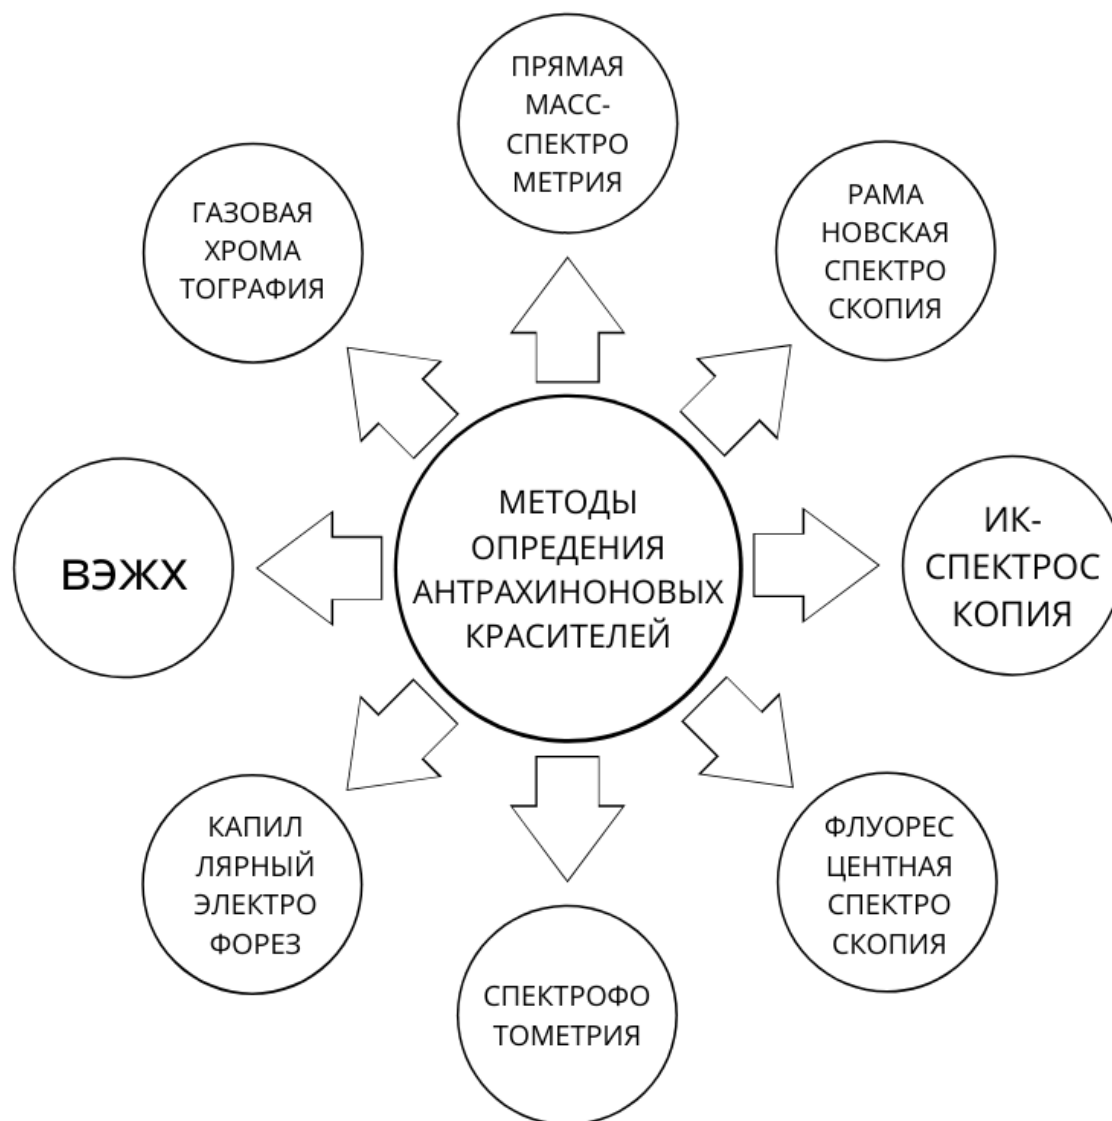 ПРЯМАЯ
МАСС-
СПЕКТРО
МЕТРИЯ
РАМА
НОВСКАЯ
СПЕКТРО
СКОПИЯ
ГАЗОВАЯ
ХРОМА
ТОГРАФИЯ
МЕТОДЫ
ОПРЕДЕНИЯ
АНТРАХИНОНОВЫХ
КРАСИТЕЛЕЙ
ИК-
СПЕКТРОС
КОПИЯ
ВЭЖХ
КАПИЛ
ЛЯРНЫЙ
ЭЛЕКТРО
ФОРЕЗ
ФЛУОРЕС
ЦЕНТНАЯ
СПЕКТРО
СКОПИЯ
СПЕКТРОФО
ТОМЕТРИЯ